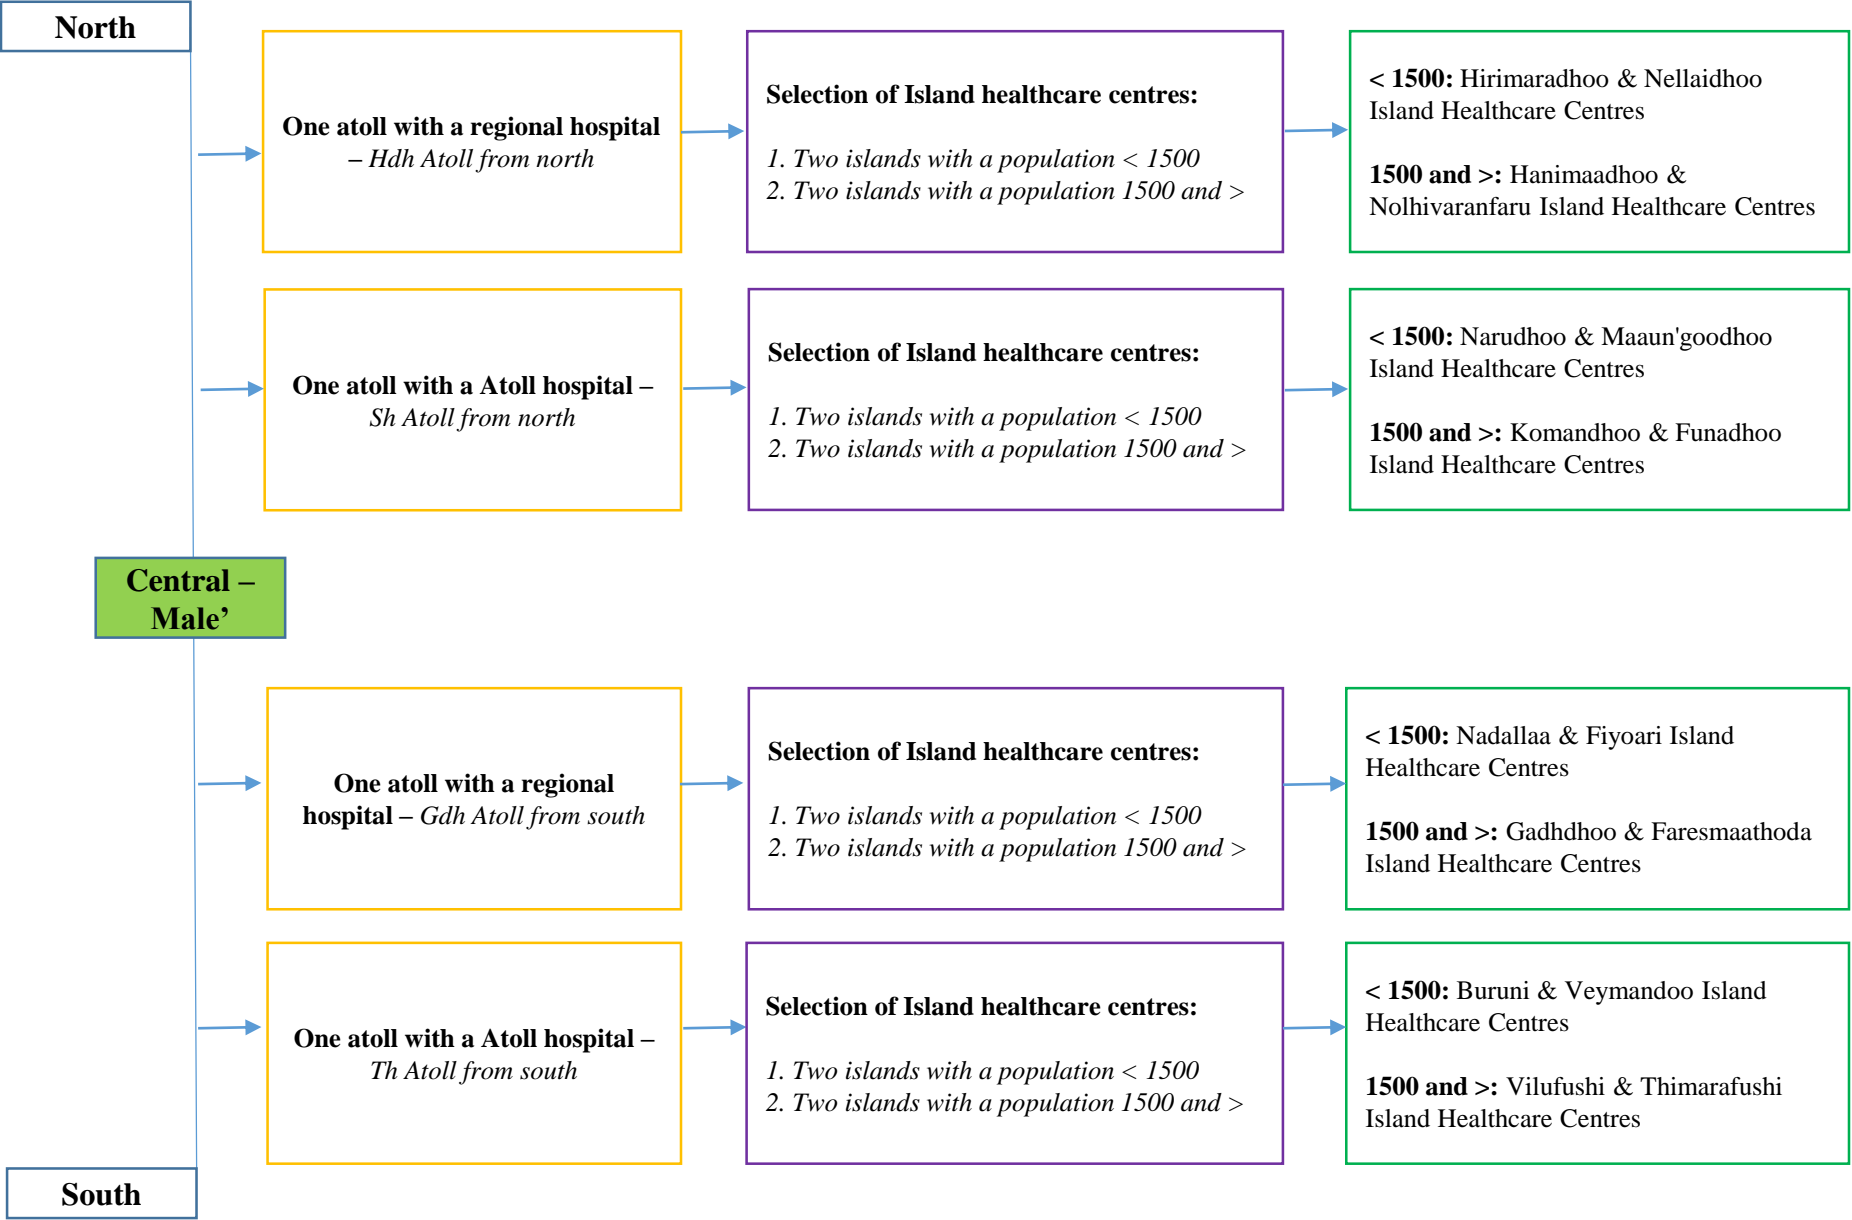 North
One atoll with a regional hospital
– Hdh Atoll from north
Selection of Island healthcare centres:
1. Two islands with a population < 1500
2. Two islands with a population 1500 and >
< 1500: Hirimaradhoo & Nellaidhoo
Island Healthcare Centres
1500 and >: Hanimaadhoo &
Nolhivaranfaru Island Healthcare Centres
One atoll with a Atoll hospital –
Sh Atoll from north
Selection of Island healthcare centres:
1. Two islands with a population < 1500
2. Two islands with a population 1500 and >
< 1500: Narudhoo & Maaun'goodhoo
Island Healthcare Centres
1500 and >: Komandhoo & Funadhoo
Island Healthcare Centres
Central –
Male’
One atoll with a regional
hospital – Gdh Atoll from south
Selection of Island healthcare centres:
1. Two islands with a population < 1500
2. Two islands with a population 1500 and >
< 1500: Nadallaa & Fiyoari Island
Healthcare Centres
1500 and >: Gadhdhoo & Faresmaathoda
Island Healthcare Centres
One atoll with a Atoll hospital –
Th Atoll from south
Selection of Island healthcare centres:
1. Two islands with a population < 1500
2. Two islands with a population 1500 and >
< 1500: Buruni & Veymandoo Island
Healthcare Centres
1500 and >: Vilufushi & Thimarafushi
Island Healthcare Centres
South